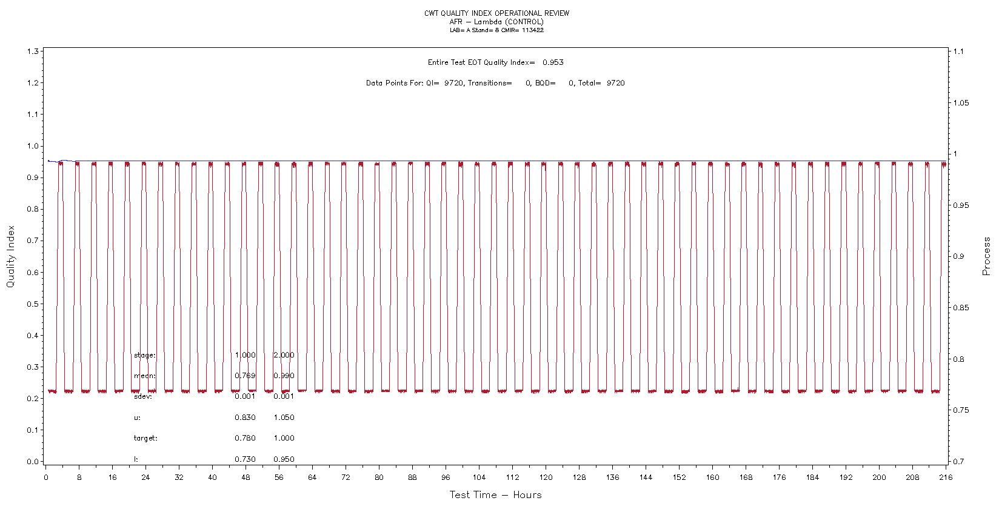 CWT QUALITY INDEX OPERATIONAL REVIEW
AFR - Lambda (CONTROL)
LAB= A Stand= 8 CMIR= 113422
Entire Test EOT Quality Index= 0.953
Data Points For: QI= 9720, Transitions= 0, BQD= 0, Total= 9720
1.3
1.2
1.1
1.0
0.9
0.8
0.7
0.6
0.5
0.4
0.3
0.2
0.1
0.0
Quality Index
1.1
1.05
1
0.95
0.9
0.85
0.8
0.75
0.7
Process
stage: 1.000 2.000
mean: 0.769 0.990
sdev: 0.001 0.001
u: 0.830 1.050
target: 0.780 1.000
l: 0.730 0.950
0 8 16 24 32 40 48 56 64 72 80 88 96 104 112 120 128 136 144 152 160 168 176 184 192 200 208 216
Test Time - Hours